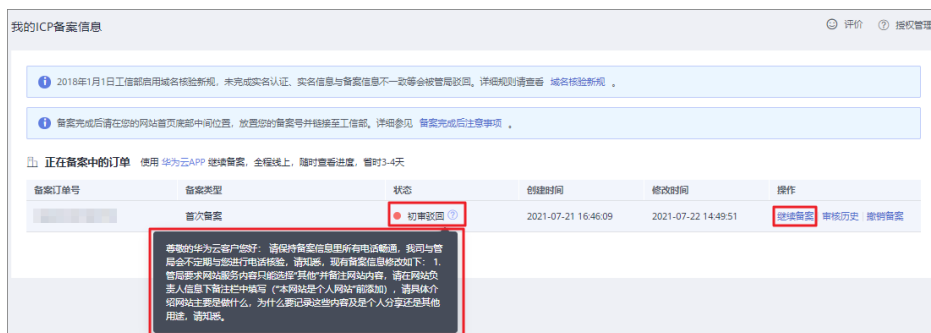 我的ICP备案信息
评价 授权管理
2018年1月1日工信部启用域名核验新规，未完成实名认证、实名信息与备案信息不一致等会被管局驳回。详细规则请查看 域名核验新规 。
备案完成后请在您的网站首页底部中间位置，放置您的备案号并链接至工信部。详细参见 备案完成后注意事项 。
正在备案中的订单 使用 华为云APP 继续备案，全程线上，随时查看进度，暂时3-4天
备案订单号 备案类型 状态 创建时间 修改时间 操作
首次备案 初审驳回 2021-07-21 16:46:09 2021-07-22 14:49:51 继续备案 审核历史 撤销备案
尊敬的华为云客户您好： 请保持备案信息里所有电话畅通，我司与管
局会不定期与您进行电话核验，请知悉，现有备案信息修改如下： 1.
管局要求网站服务内容只能选择“其他”并备注网站内容，请在网站负
责人信息下备注栏中填写（“本网站是个人网站”前添加），请具体介
绍网站主要是做什么，为什么要记录这些内容及是个人分享还是其他
用途，请知悉。